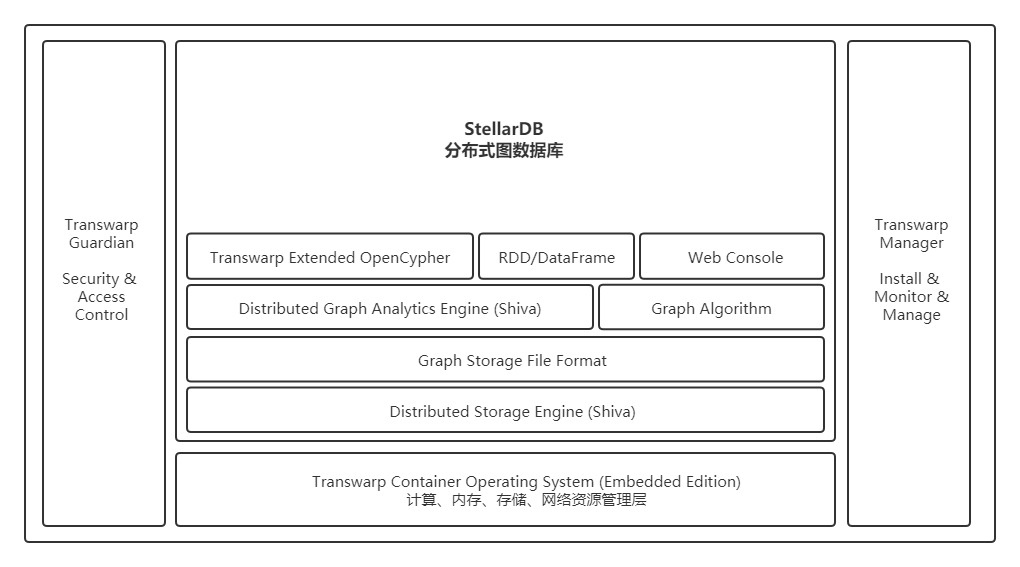 Transwarp
Guardian
Security &
Access
Control
StellarDB
分布式图数据库
Transwarp Extended OpenCypher
RDD/DataFrame
Web Console
Distributed Graph Analytics Engine (Shiva)
Graph Algorithm
Graph Storage File Format
Distributed Storage Engine (Shiva)
Transwarp Container Operating System (Embedded Edition)
计算、内存、存储、网络资源管理层
Transwarp
Manager
Install &
Monitor &
Manage